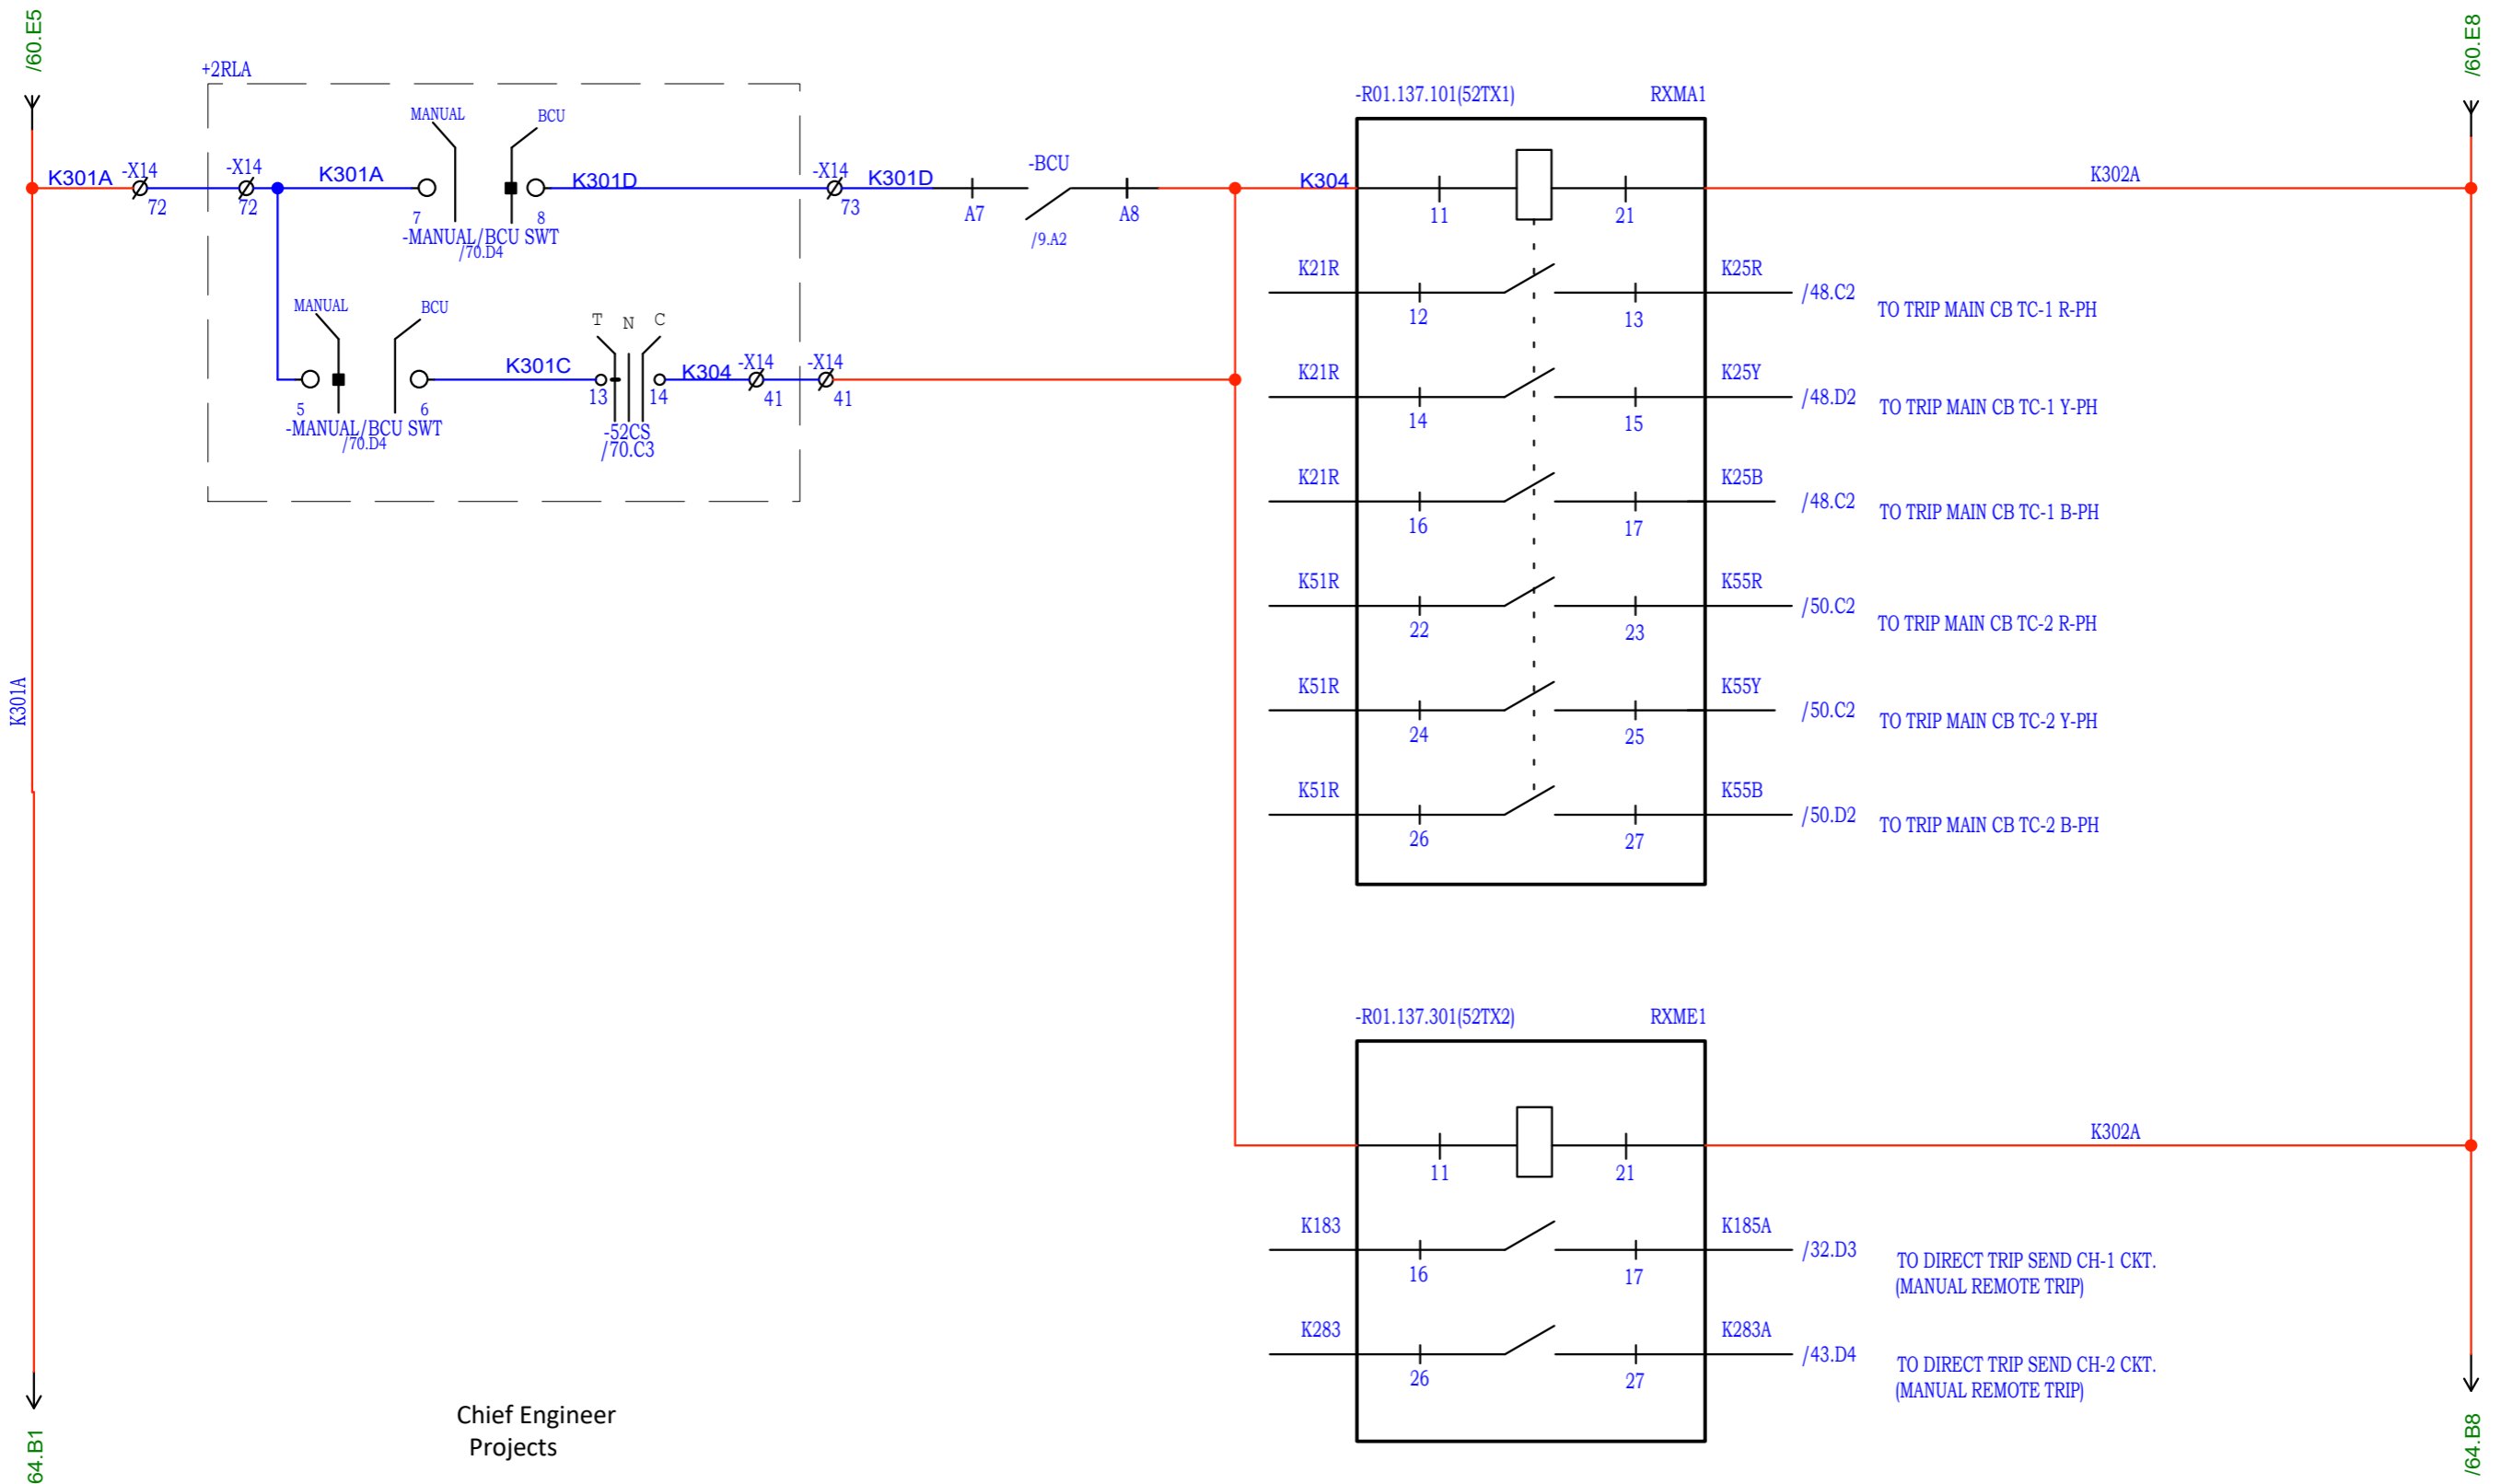 /60.E5
/60.E8
+2RLA
MANUAL
BCU
K301A
-X14
72
-X14
72
K301A
7
8
-MANUAL/BCU SWT
/70.D4
K301D
-X14
73
K301D
A7
-BCU
/9.A2
A8
MANUAL
BCU
5
6
-MANUAL/BCU SWT
/70.D4
K301C
T N C
13
14
-52CS
/70.C3
K304
-X14
41
-X14
41
K301A
-R01.137.101(52TX1)
RXMA1
K304
11
21
K302A
K21R
12
13
K25R
/48.C2
TO TRIP MAIN CB TC-1 R-PH
K21R
14
15
K25Y
/48.D2
TO TRIP MAIN CB TC-1 Y-PH
K21R
16
17
K25B
/48.C2
TO TRIP MAIN CB TC-1 B-PH
K51R
22
23
K55R
/50.C2
TO TRIP MAIN CB TC-2 R-PH
K51R
24
25
K55Y
/50.C2
TO TRIP MAIN CB TC-2 Y-PH
K51R
26
27
K55B
/50.D2
TO TRIP MAIN CB TC-2 B-PH
-R01.137.301(52TX2)
RXME1
11
21
K302A
K183
16
17
K185A
/32.D3
TO DIRECT TRIP SEND CH-1 CKT.
(MANUAL REMOTE TRIP)
K283
26
27
K283A
/43.D4
TO DIRECT TRIP SEND CH-2 CKT.
(MANUAL REMOTE TRIP)
Chief Engineer
Projects
64.B1
/64.B8